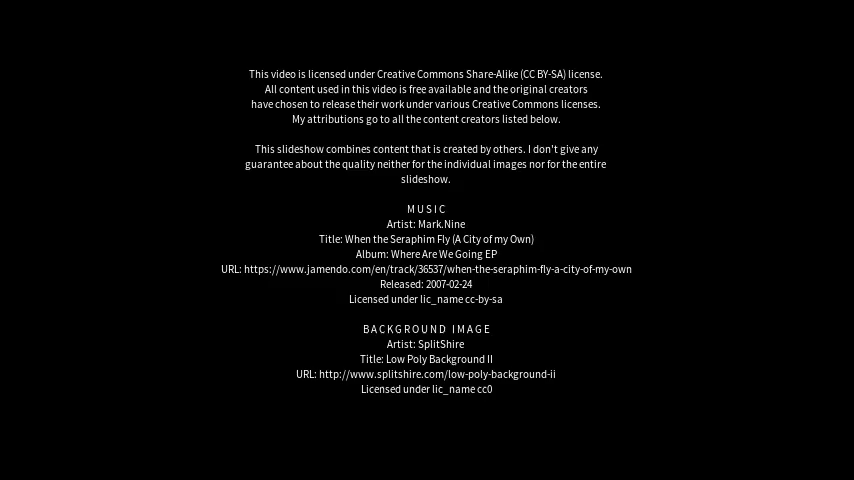 This video is licensed under Creative Commons Share-Alike (CC BY-SA) license.
All content used in this video is free available and the original creators
have chosen to release their work under various Creative Commons licenses.
My attributions go to all the content creators listed below.
This slideshow combines content that is created by others. I don't give any
guarantee about the quality neither for the individual images nor for the entire
slideshow.
MUSIC
Artist: Mark.Nine
Title: When the Seraphim Fly (A City of my Own)
Album: Where Are We Going EP
URL: https://www.jamendo.com/en/track/36537/when-the-seraphim-fly-a-city-of-my-own
Released: 2007-02-24
Licensed under lic_name cc-by-sa
BACKGROUND IMAGE
Artist: SplitShire
Title: Low Poly Background II
URL: http://www.splitshire.com/low-poly-background-ii
Licensed under lic_name cc0